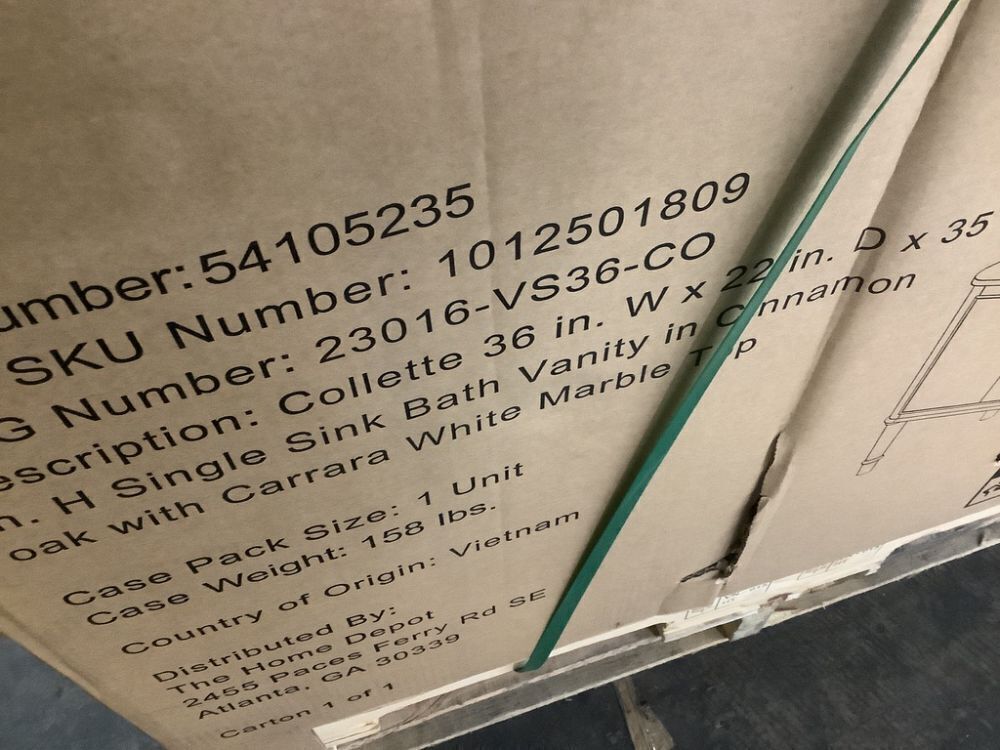 umber: 54105235
SKU Number: 1012501809
G Number: 23016-VS36-CO
escription: Collette 36 in. W x 22 in. D x 35
n. H Single Sink Bath Vanity in Cinnamon
oak with Carrara White Marble Top
Case Pack Size: 1 Unit
Case Weight: 158 lbs.
Country of Origin: Vietnam
Distributed By:
The Home Depot
2455 Paces Ferry Rd SE
Atlanta, GA 30339
Carton 1 of 1